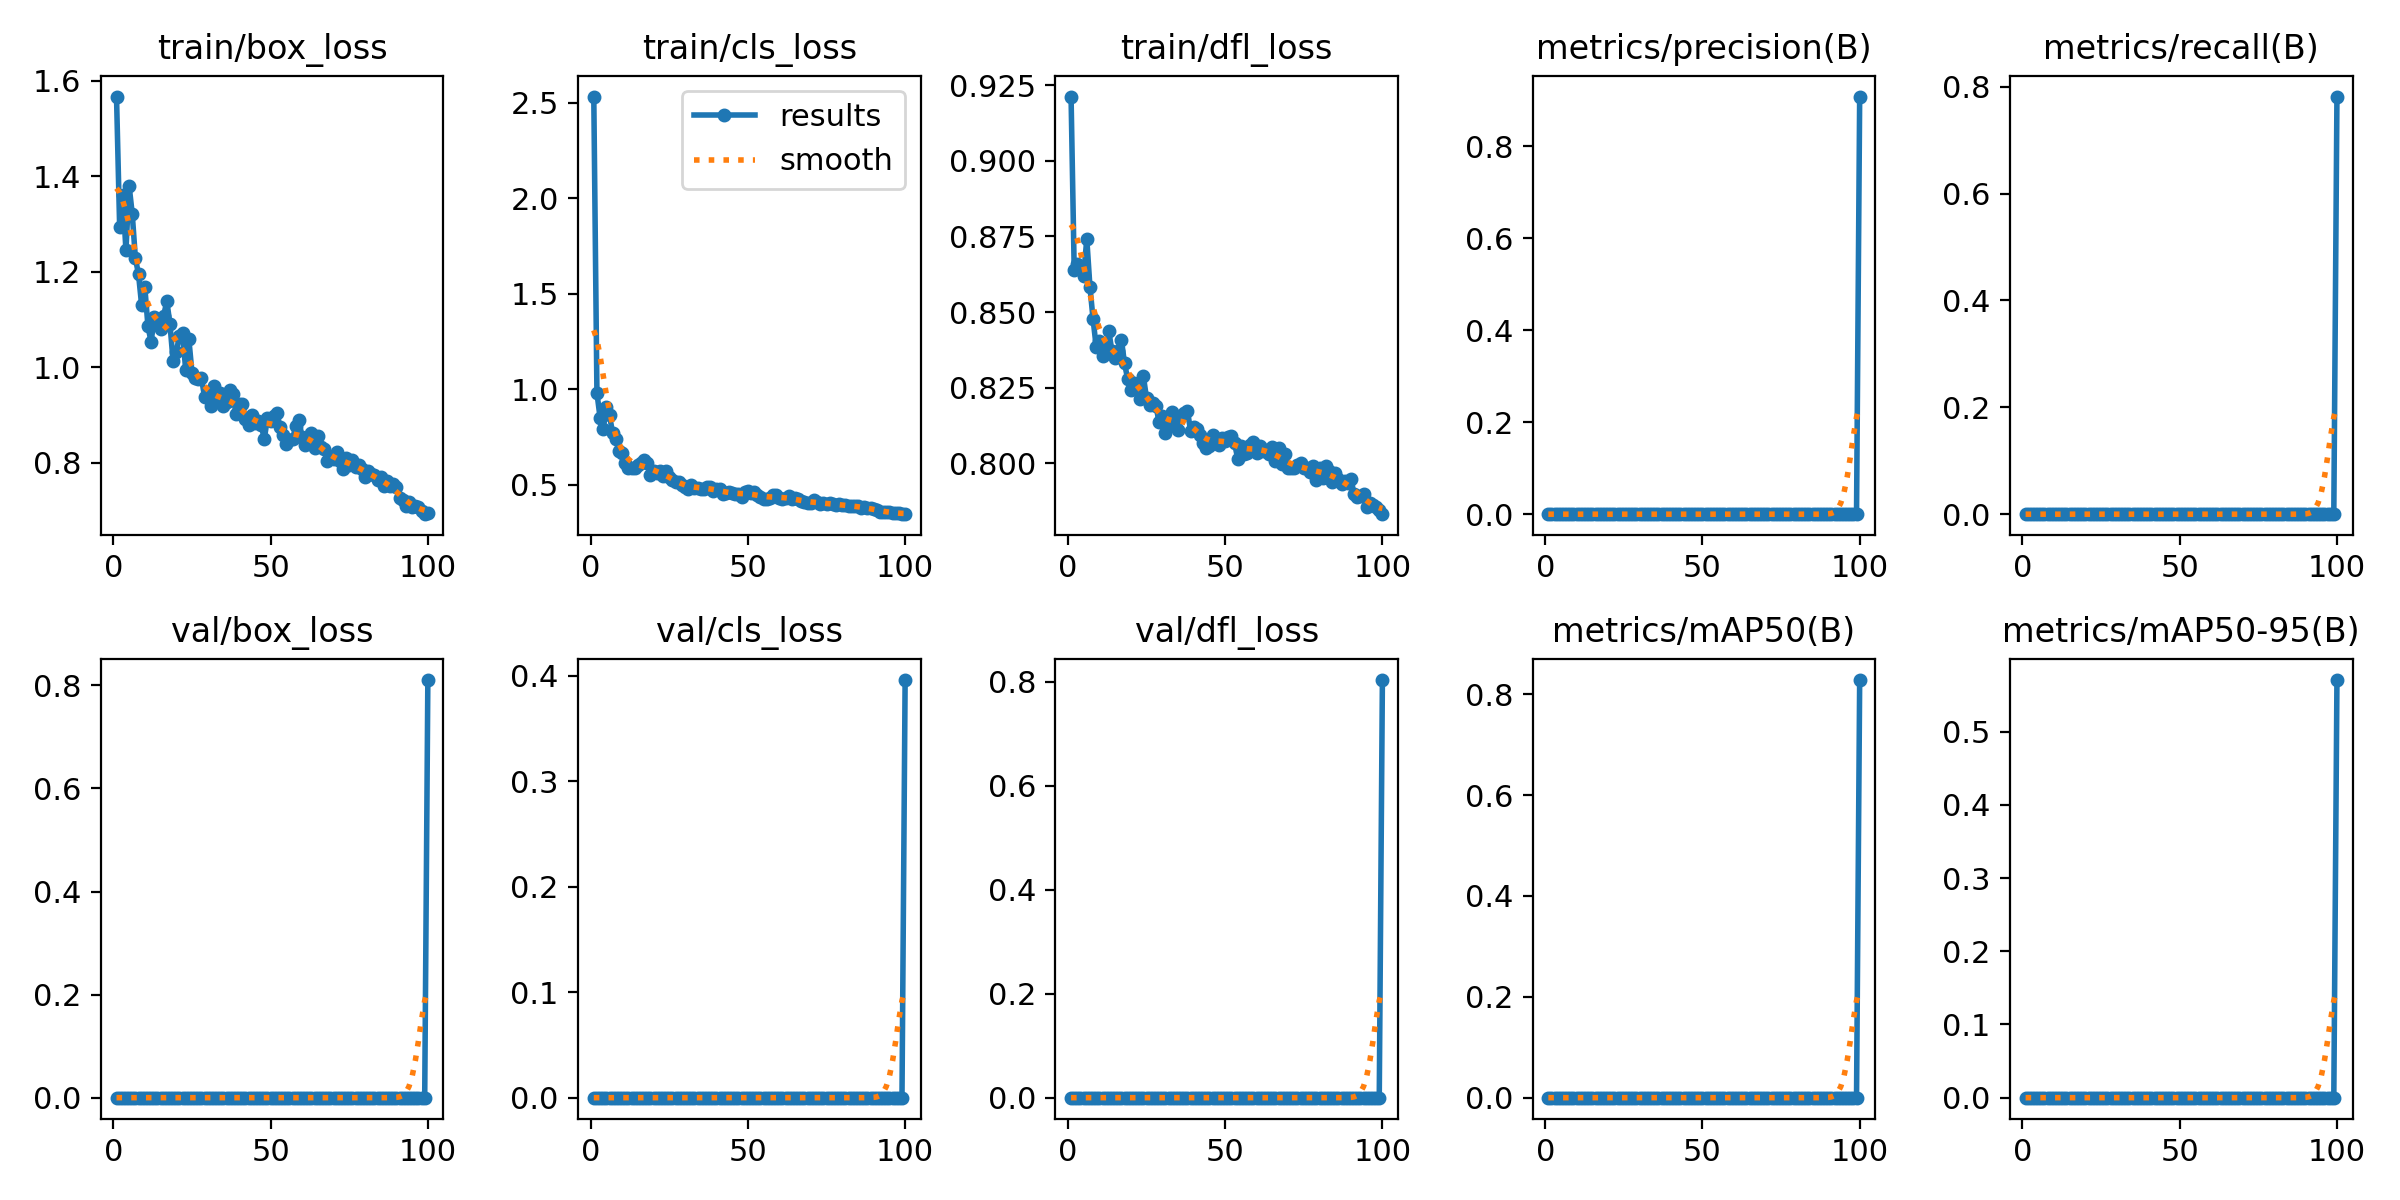 train/box_loss
1.6
1.4
1.2
1.0
0.8
0 50 100
train/cls_loss
2.5
2.0
1.5
1.0
0.5
results
smooth
0 50 100
train/dfl_loss
0.925
0.900
0.875
0.850
0.825
0.800
0 50 100
metrics/precision(B)
0.8
0.6
0.4
0.2
0.0
0 50 100
metrics/recall(B)
0.8
0.6
0.4
0.2
0.0
0 50 100
val/box_loss
0.8
0.6
0.4
0.2
0.0
0 50 100
val/cls_loss
0.4
0.3
0.2
0.1
0.0
0 50 100
val/dfl_loss
0.8
0.6
0.4
0.2
0.0
0 50 100
metrics/mAP50(B)
0.8
0.6
0.4
0.2
0.0
0 50 100
metrics/mAP50-95(B)
0.5
0.4
0.3
0.2
0.1
0.0
0 50 100